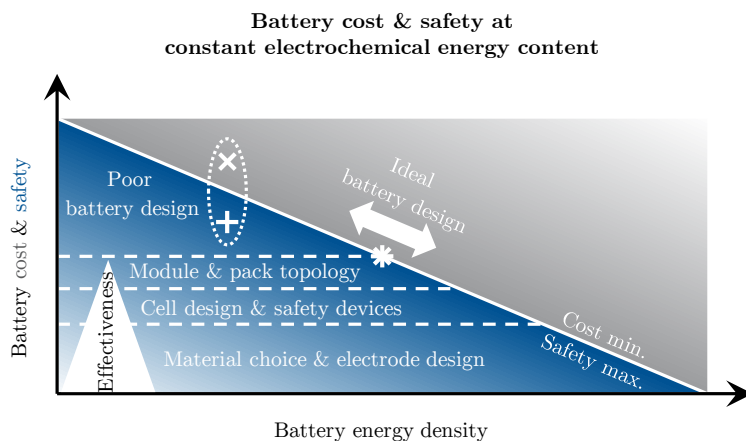 Battery cost & safety at
constant electrochemical energy content
Battery cost & safety
Poor
battery design
Ideal
battery design
Module & pack topology
Cell design & safety devices
Material choice & electrode design
Effectiveness
Cost min.
Safety max.
Battery energy density